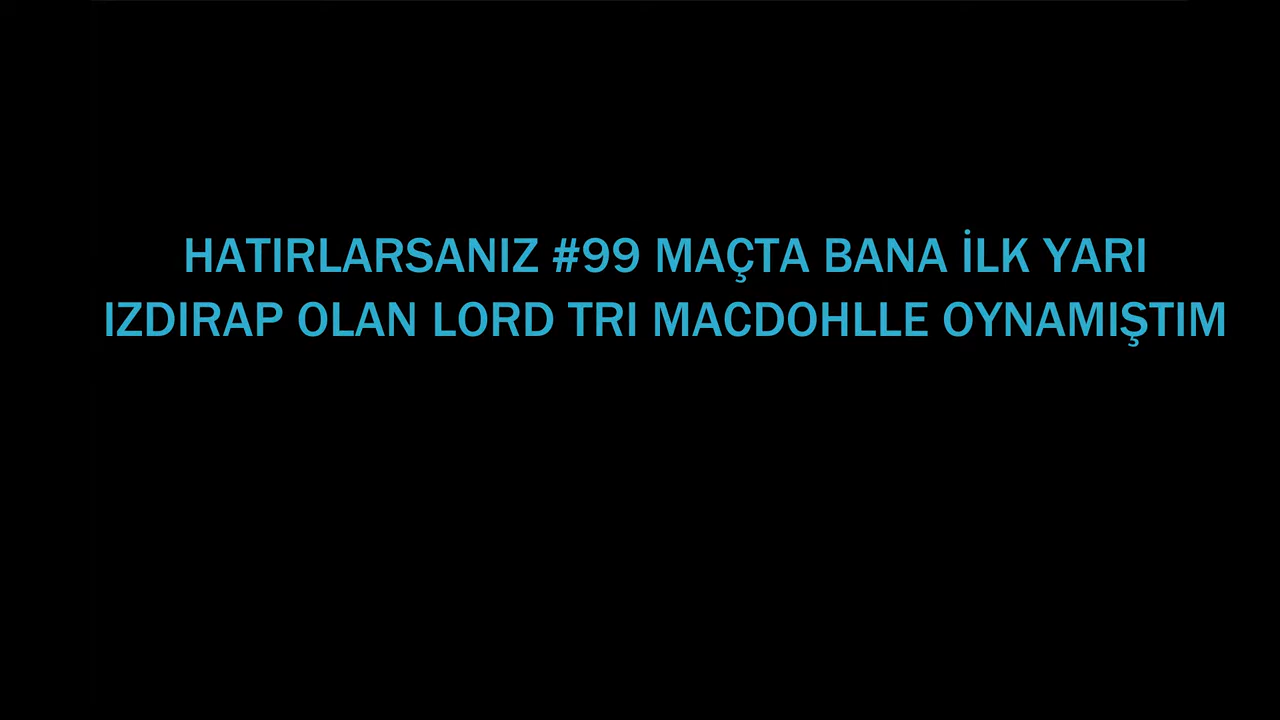 HATIRLARSANIZ #99 MAÇTA BANA İLK YARI
IZDIRAP OLAN LORD TRI MACDOHLLE OYNAMIŞTIM